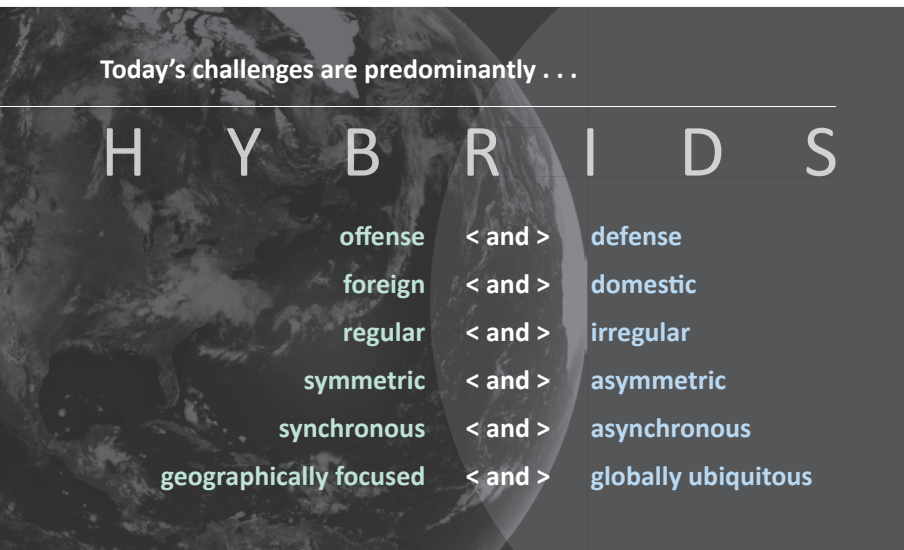 Today’s challenges are predominantly . . .
H Y B R I D S
offense < and > defense
foreign < and > domestic
regular < and > irregular
symmetric < and > asymmetric
synchronous < and > asynchronous
geographically focused < and > globally ubiquitous